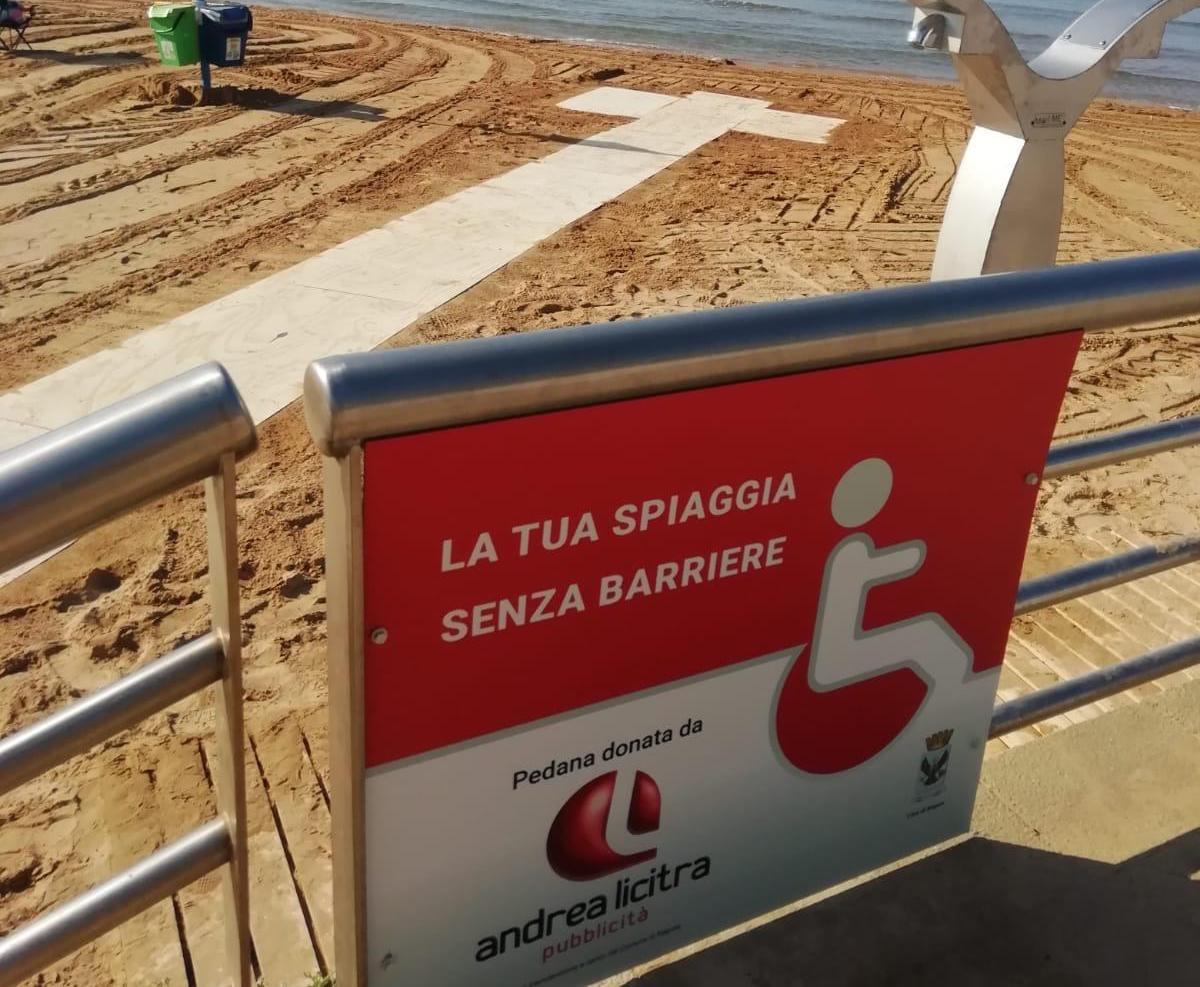 LA TUA SPIAGGIA
SENZA BARRIERE
Pedana donata da
andrea licitra
pubblicità